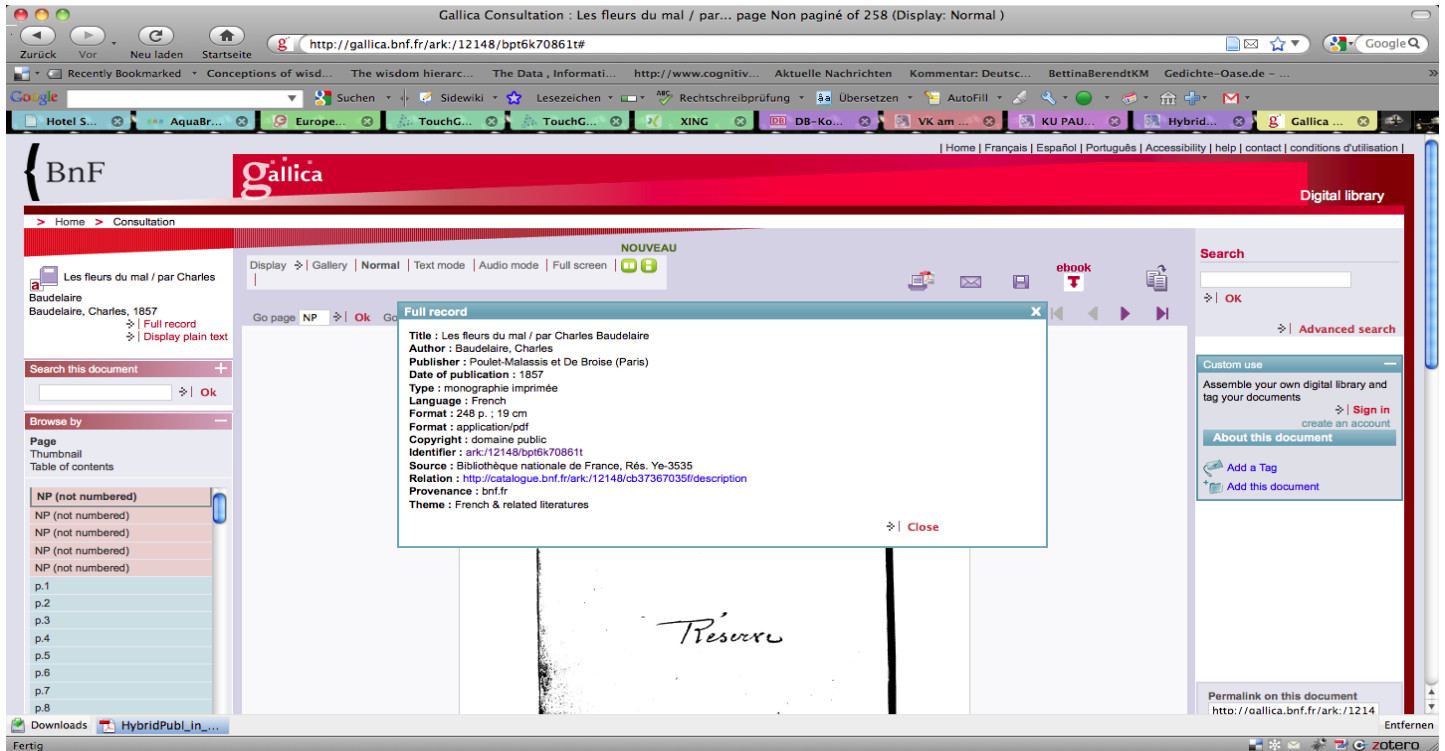 Gallica Consultation : Les fleurs du mal / par... page Non paginé of 258 (Display: Normal )
Zurück Vor Neu laden Startseite
http://gallica.bnf.fr/ark:/12148/bpt6k70861t#
Google
Recently Bookmarked Conceptions of wisd... The wisdom hierarc... The Data , Informati... http://www.cognitiv... Aktuelle Nachrichten Kommentar: Deutsc... BettinaBerendtKM Gedichte-Oase.de – ... »
Google Suchen Sidewiki Lesezeichen Rechtschreibprüfung Übersetzen AutoFill
Hotel S... AquaBr... Europe... TouchG... TouchG... XING DB-Ko... VK am ... KU PAU... Hybrid... Gallica ...
| Home | Français | Español | Português | Accessibility | help | contact | conditions d'utilisation |
BnF
gallica
Digital library
> Home > Consultation
NOUVEAU
Display | Gallery | Normal | Text mode | Audio mode | Full screen |
ebook
Les fleurs du mal / par Charles
Baudelaire
Baudelaire, Charles, 1857
| Full record
| Display plain text
Go page NP | Ok Go
Search this document
| Ok
Browse by
Page
Thumbnail
Table of contents
NP (not numbered)
NP (not numbered)
NP (not numbered)
NP (not numbered)
NP (not numbered)
p.1
p.2
p.3
p.4
p.5
p.6
p.7
p.8
Full record X
Title : Les fleurs du mal / par Charles Baudelaire
Author : Baudelaire, Charles
Publisher : Poulet-Malassis et De Broise (Paris)
Date of publication : 1857
Type : monographie imprimée
Language : French
Format : 248 p. ; 19 cm
Format : application/pdf
Copyright : domaine public
Identifier : ark:/12148/bpt6k70861t
Source : Bibliothèque nationale de France, Rés. Ye-3535
Relation : http://catalogue.bnf.fr/ark:/12148/cb37367035f/description
Provenance : bnf.fr
Theme : French & related literatures
| Close
Réserve
Search
| OK
| Advanced search
Custom use
Assemble your own digital library and
tag your documents
| Sign in
create an account
About this document
Add a Tag
Add this document
Permalink on this document
http://gallica.bnf.fr/ark:/1214
Downloads HybridPubl_in_... Entfernen
Fertig zotero